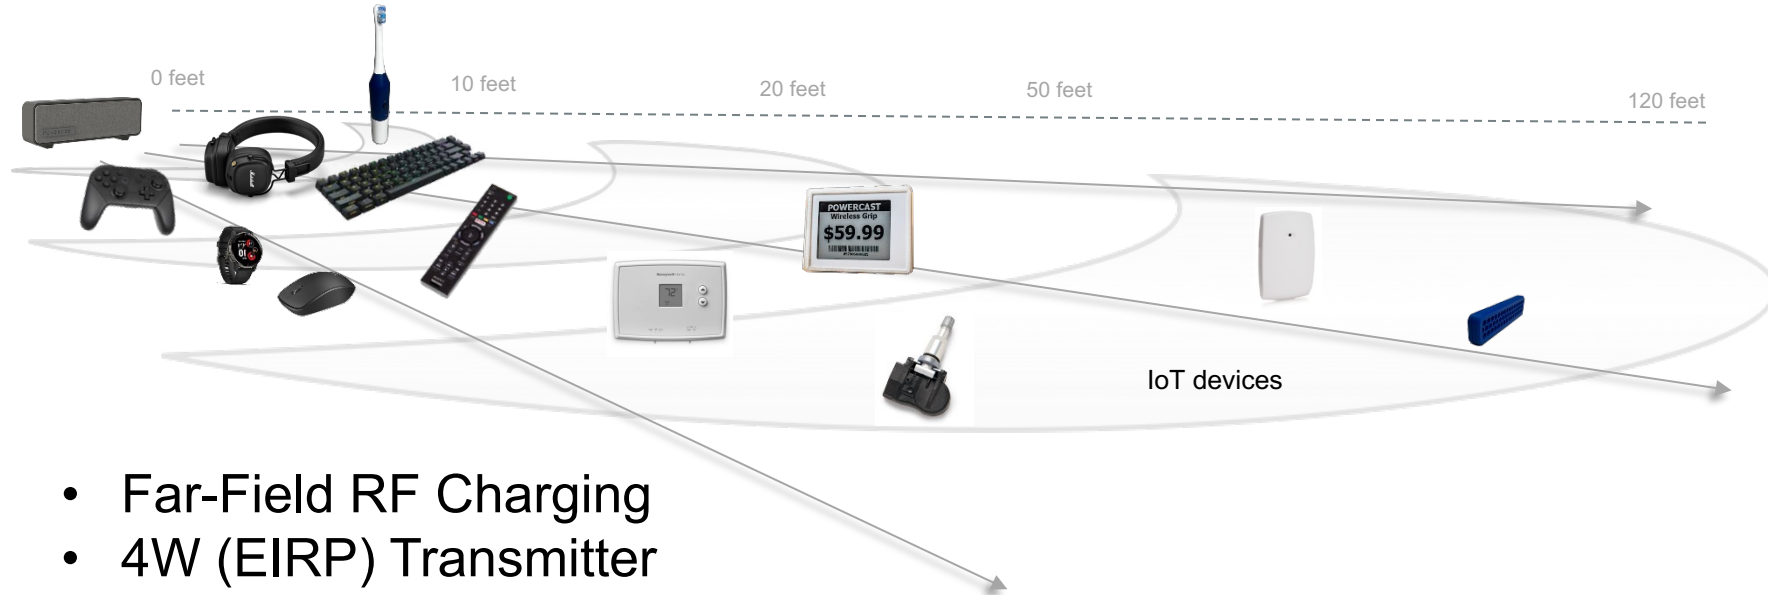 0 feet
10 feet
20 feet
50 feet
120 feet
POWERCAST
Wireless Grip
$59.99
72
IoT devices
• Far-Field RF Charging
• 4W (EIRP) Transmitter